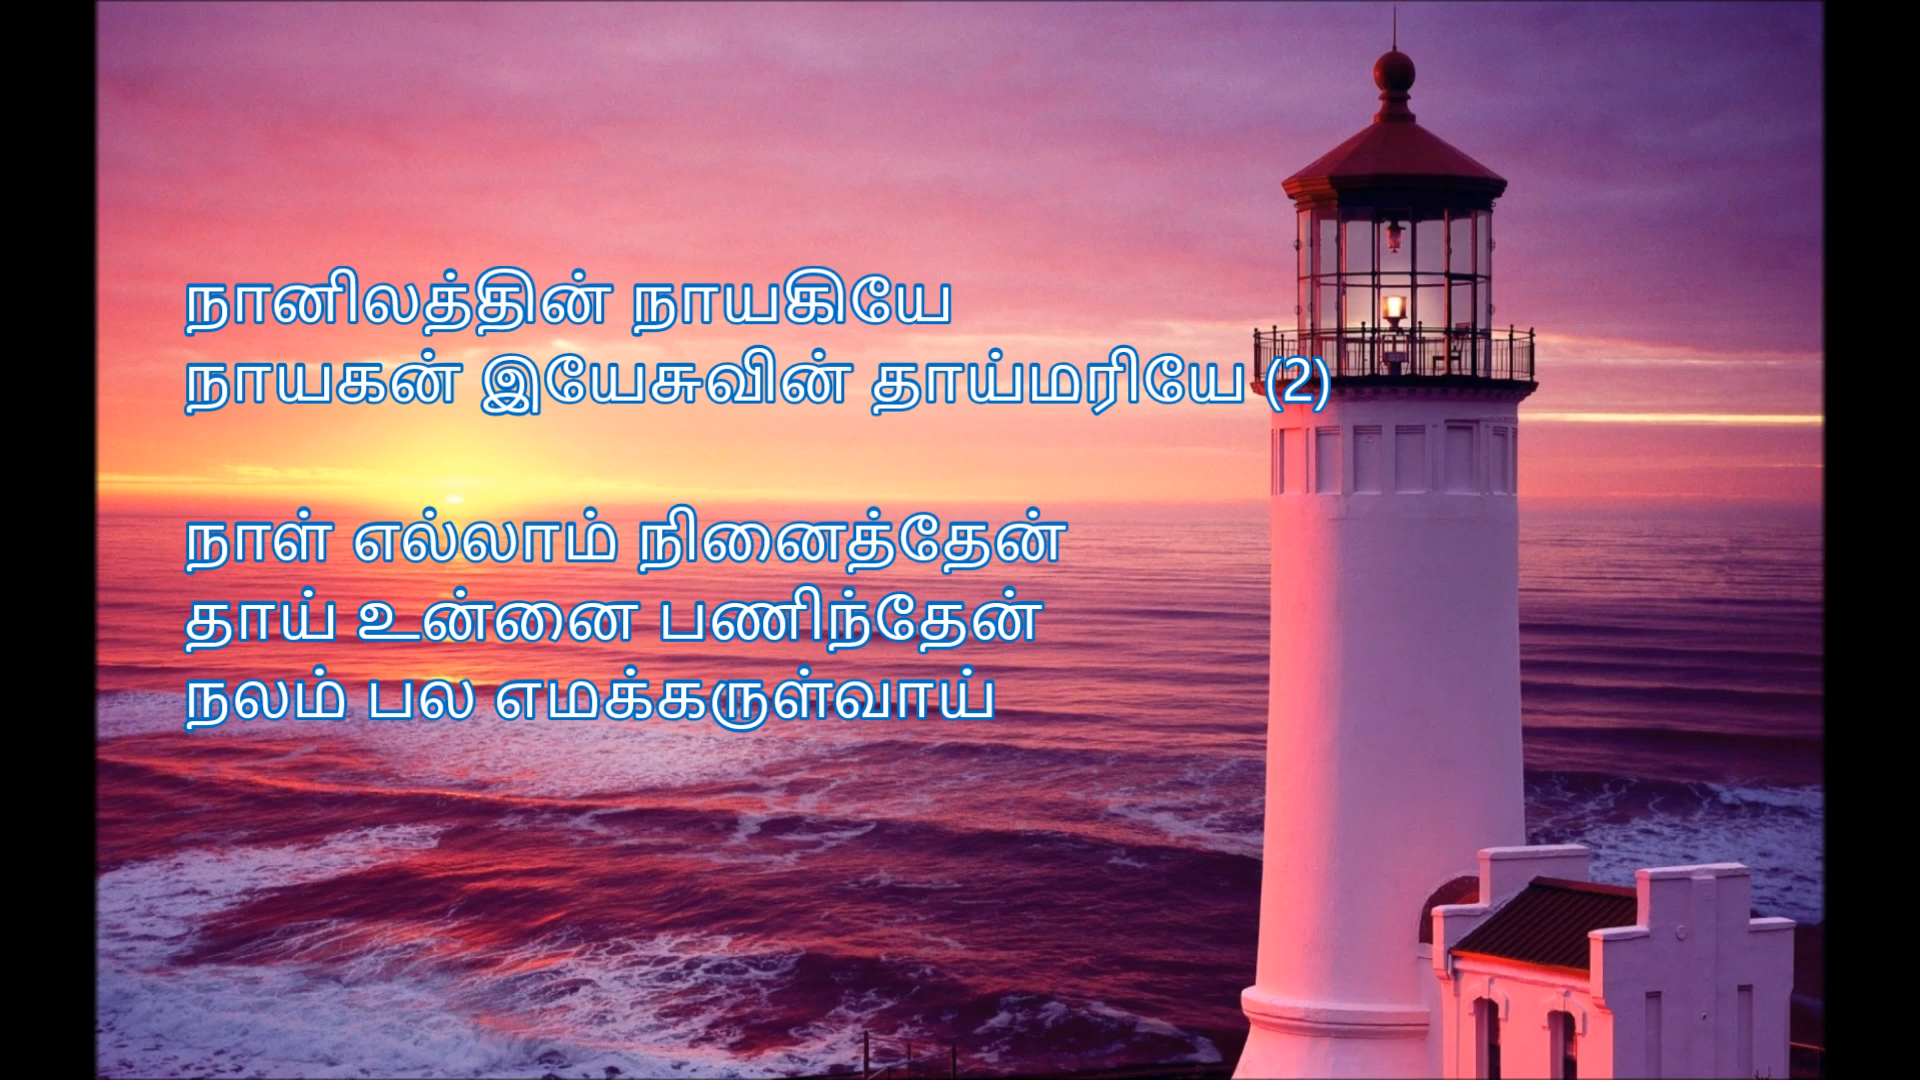 நானிலத்தின் நாயகியே
நாயகன் இயேசுவின் தாய்மரியே (2)
நாள் எல்லாம் நினைத்தேன்
தாய் உன்னை பணிந்தேன்
நலம் பல எமக்கருள்வாய்